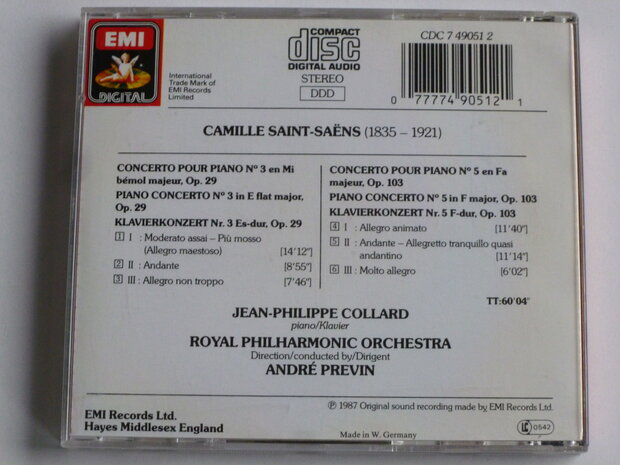 EMI
DIGITAL
International
Trade Mark of
EMI Records
Limited
COMPACT
disc
DIGITAL AUDIO
STEREO
DDD
CDC 7 49051 2
0 77774 90512 1
CAMILLE SAINT-SAËNS (1835 – 1921)
CONCERTO POUR PIANO Nº 3 en Mi
bémol majeur, Op. 29
PIANO CONCERTO Nº 3 in E flat major,
Op. 29
KLAVIERKONZERT Nr. 3 Es-dur, Op. 29
1 I : Moderato assai – Più mosso
(Allegro maestoso) [14'12"]
2 II : Andante [8'55"]
3 III : Allegro non troppo [7'46"]
CONCERTO POUR PIANO Nº 5 en Fa
majeur, Op. 103
PIANO CONCERTO Nº 5 in F major, Op. 103
KLAVIERKONZERT Nr. 5 F-dur, Op. 103
4 I : Allegro animato [11'40"]
5 II : Andante – Allegretto tranquillo quasi
andantino [11'14"]
6 III : Molto allegro [6'02"]
TT:60'04"
JEAN-PHILIPPE COLLARD
piano/Klavier
ROYAL PHILHARMONIC ORCHESTRA
Direction/conducted by/Dirigent
ANDRÉ PREVIN
℗ 1987 Original sound recording made by EMI Records Ltd.
EMI Records Ltd.
Hayes Middlesex England
Made in W. Germany
LC 0542